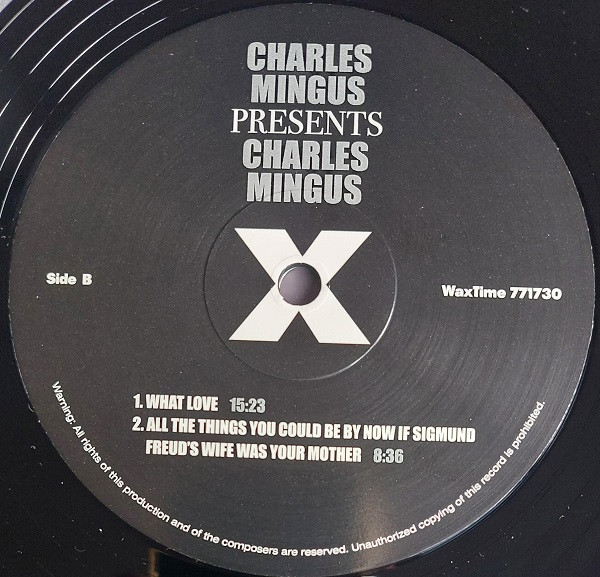 CHARLES
MINGUS
PRESENTS
CHARLES
MINGUS
X
Side B
WaxTime 771730
1. WHAT LOVE 15:23
2. ALL THE THINGS YOU COULD BE BY NOW IF SIGMUND
FREUD'S WIFE WAS YOUR MOTHER 8:36
Warning: All rights of this production and of the composers are reserved. Unauthorized copying of this record is prohibited.